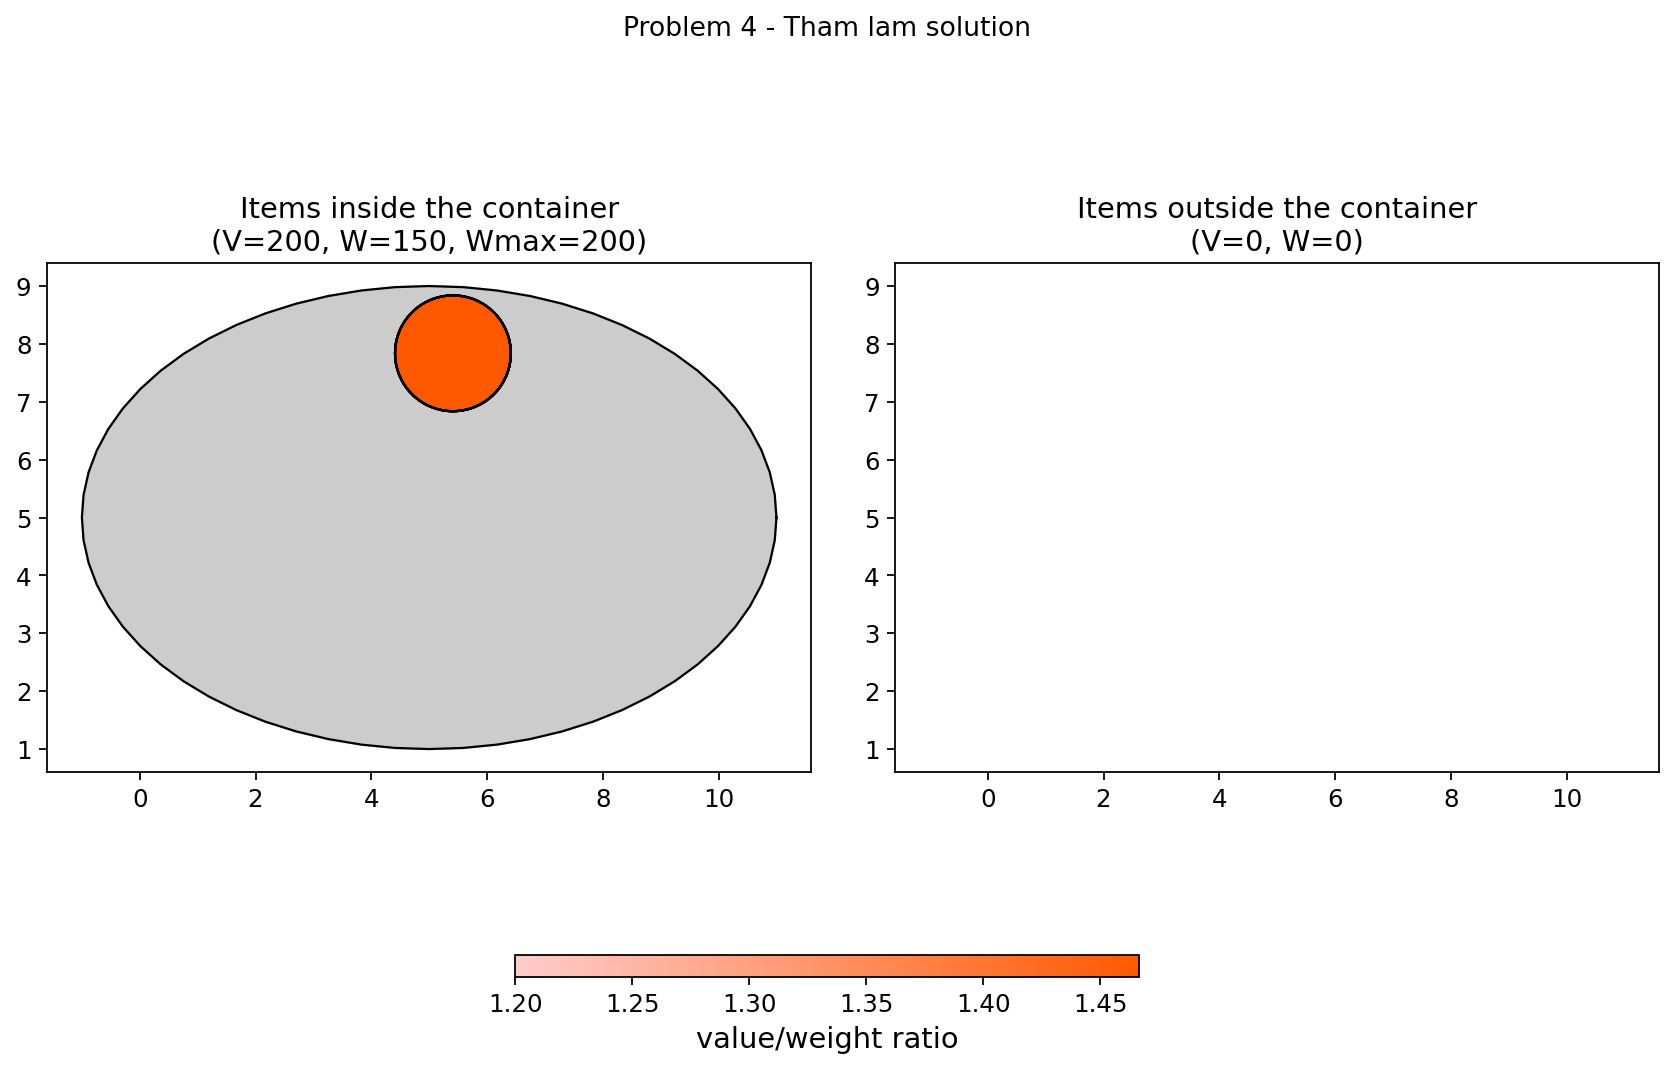 Problem 4 - Tham lam solution
Items inside the container
(V=200, W=150, Wmax=200)
Items outside the container
(V=0, W=0)
9
8
7
6
5
4
3
2
1
0 2 4 6 8 10
9
8
7
6
5
4
3
2
1
0 2 4 6 8 10
1.20 1.25 1.30 1.35 1.40 1.45
value/weight ratio